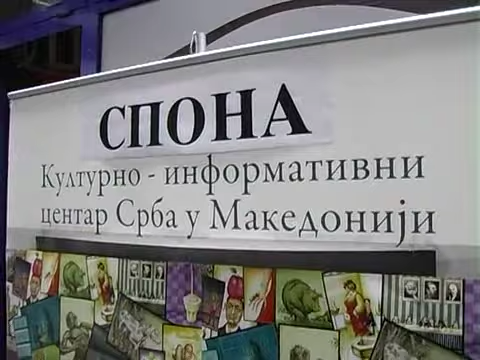 СПОНА
Културно - информативни
центар Срба у Македонији